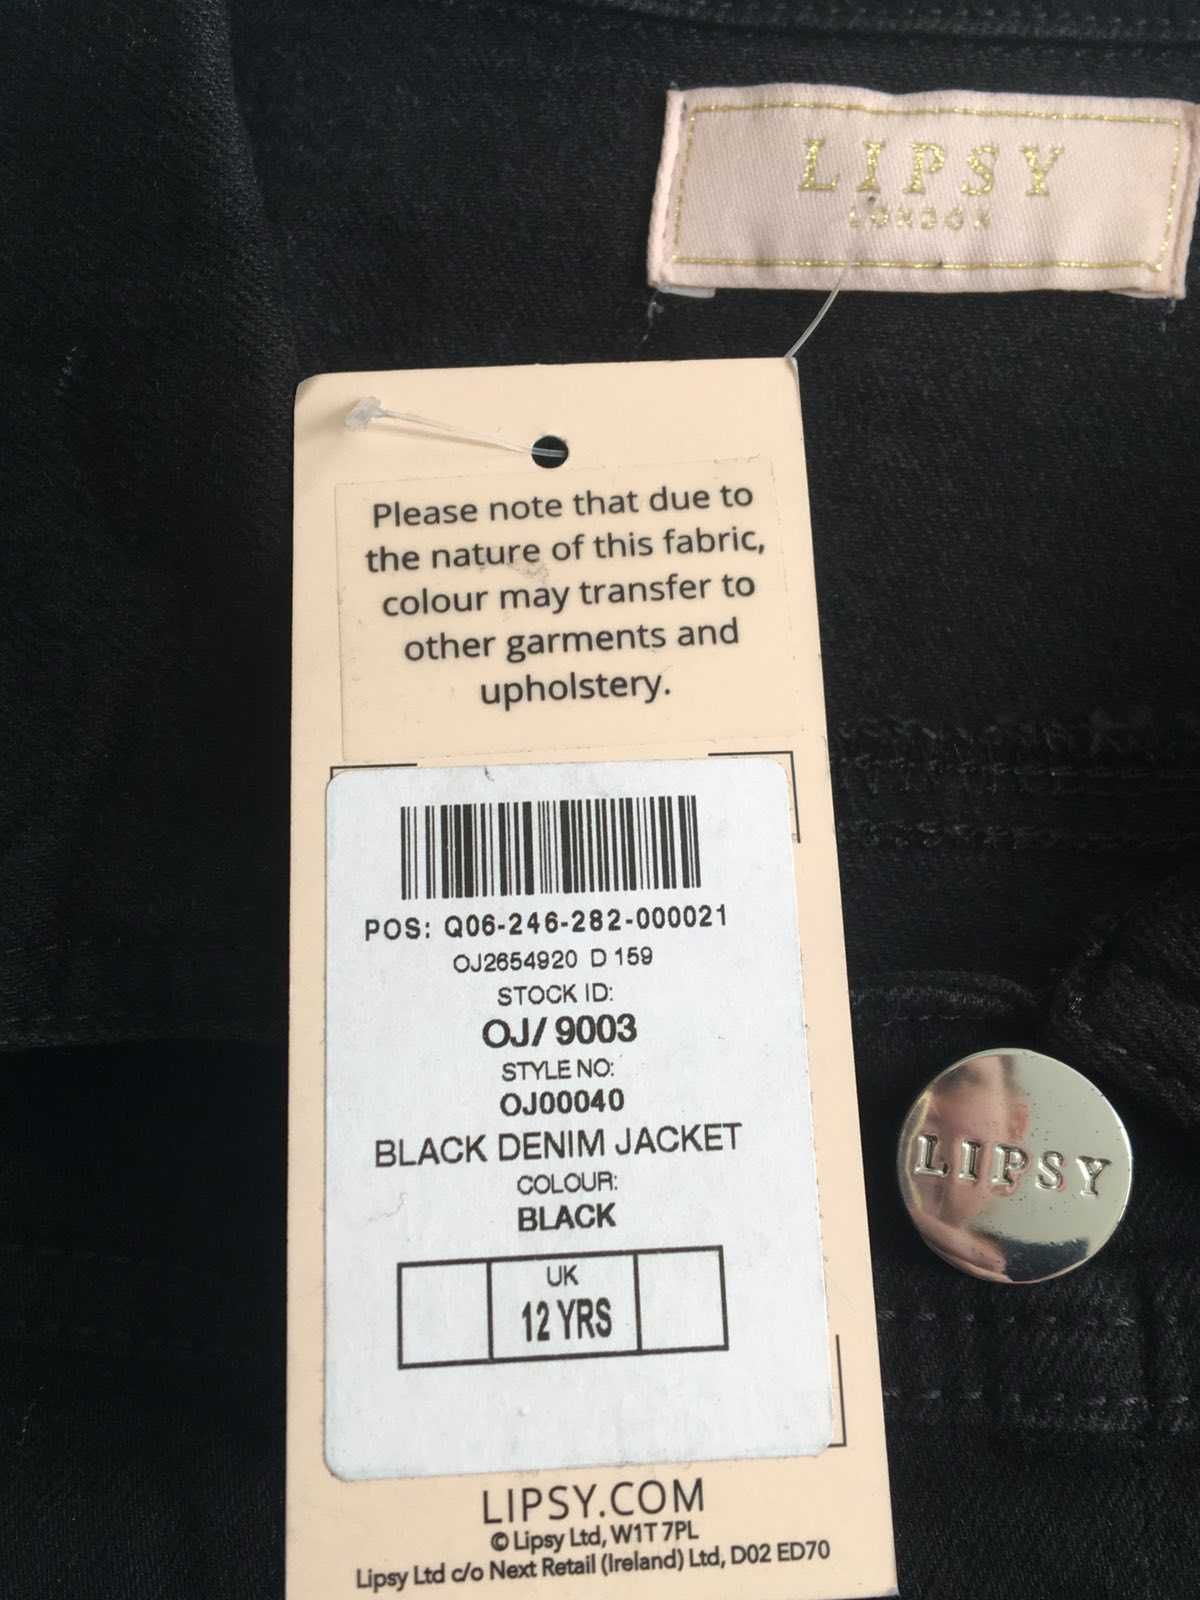 LIPSY
LONDON
Please note that due to
the nature of this fabric,
colour may transfer to
other garments and
upholstery.
POS: Q06-246-282-000021
OJ2654920 D 159
STOCK ID:
OJ/ 9003
STYLE NO:
OJ00040
BLACK DENIM JACKET
COLOUR:
BLACK
UK
12 YRS
LIPSY
LIPSY.COM
© Lipsy Ltd, W1T 7PL
Lipsy Ltd c/o Next Retail (Ireland) Ltd, D02 ED70